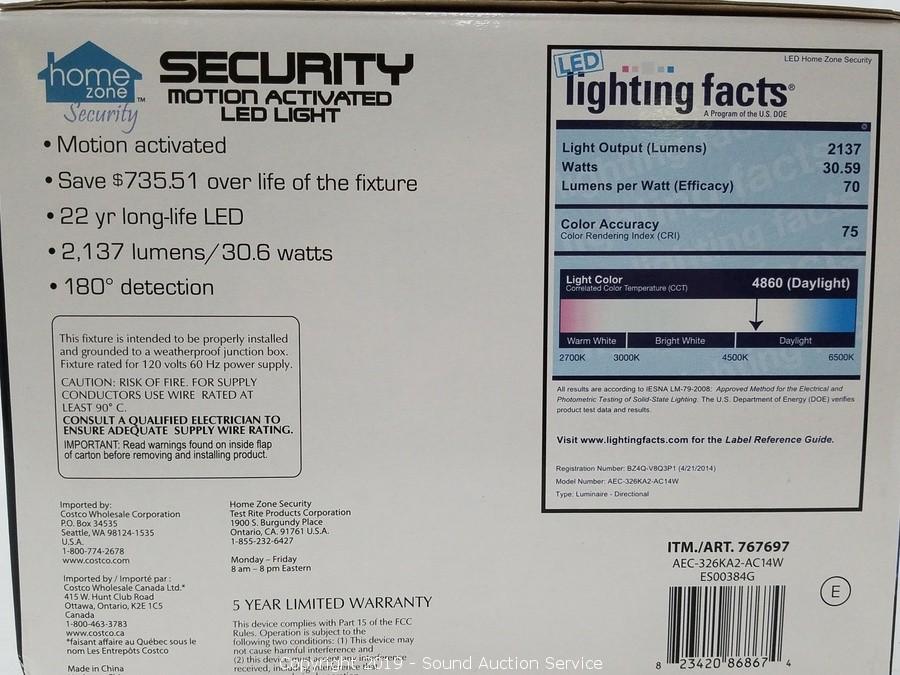 home
zone™
Security
SECURITY
MOTION ACTIVATED
LED LIGHT
• Motion activated
• Save $735.51 over life of the fixture
• 22 yr long-life LED
• 2,137 lumens/30.6 watts
• 180° detection
This fixture is intended to be properly installed
and grounded to a weatherproof junction box.
Fixture rated for 120 volts 60 Hz power supply.
CAUTION: RISK OF FIRE. FOR SUPPLY
CONDUCTORS USE WIRE RATED AT
LEAST 90° C.
CONSULT A QUALIFIED ELECTRICIAN TO
ENSURE ADEQUATE SUPPLY WIRE RATING.
IMPORTANT: Read warnings found on inside flap
of carton before removing and installing product.
Imported by:
Costco Wholesale Corporation
P.O. Box 34535
Seattle, WA 98124-1535
U.S.A.
1-800-774-2678
www.costco.com
Imported by / Importé par :
Costco Wholesale Canada Ltd.*
415 W. Hunt Club Road
Ottawa, Ontario, K2E 1C5
Canada
1-800-463-3783
www.costco.ca
*faisant affaire au Québec sous le
nom Les Entrepôts Costco
Made in China
Home Zone Security
Test Rite Products Corporation
1900 S. Burgundy Place
Ontario, CA. 91761 U.S.A.
1-855-232-6427
Monday – Friday
8 am – 8 pm Eastern
5 YEAR LIMITED WARRANTY
This device complies with Part 15 of the FCC
Rules. Operation is subject to the
following two conditions: (1) This device may
not cause harmful interference and
(2) this device must accept interference
received, including interference
LED Home Zone Security
LED
lighting facts®
A Program of the U.S. DOE
Light Output (Lumens) 2137
Watts 30.59
Lumens per Watt (Efficacy) 70
Color Accuracy
Color Rendering Index (CRI) 75
Light Color
Correlated Color Temperature (CCT) 4860 (Daylight)
Warm White Bright White Daylight
2700K 3000K 4500K 6500K
All results are according to IESNA LM-79-2008: Approved Method for the Electrical and
Photometric Testing of Solid-State Lighting. The U.S. Department of Energy (DOE) verifies
product test data and results.
Visit www.lightingfacts.com for the Label Reference Guide.
Registration Number: BZ4Q-V8Q3P1 (4/21/2014)
Model Number: AEC-326KA2-AC14W
Type: Luminaire - Directional
ITM./ART. 767697
AEC-326KA2-AC14W
ES00384G
E
8 23420 86867 4
Copyright 2019 - Sound Auction Service